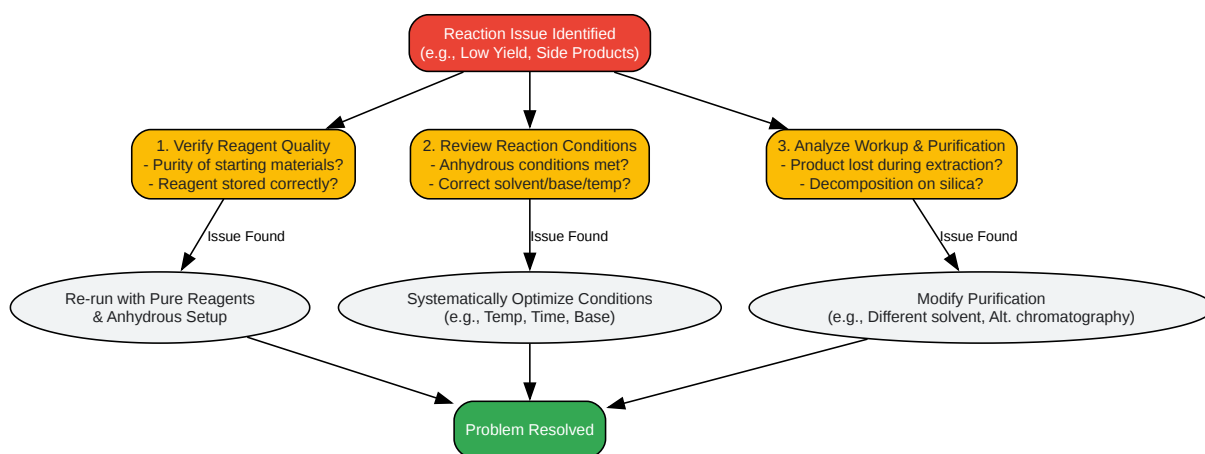 Reaction Issue Identified
(e.g., Low Yield, Side Products)
1. Verify Reagent Quality
- Purity of starting materials?
- Reagent stored correctly?
2. Review Reaction Conditions
- Anhydrous conditions met?
- Correct solvent/base/temp?
3. Analyze Workup & Purification
- Product lost during extraction?
- Decomposition on silica?
Issue Found
Issue Found
Issue Found
Re-run with Pure Reagents
& Anhydrous Setup
Systematically Optimize Conditions
(e.g., Temp, Time, Base)
Modify Purification
(e.g., Different solvent, Alt. chromatography)
Problem Resolved